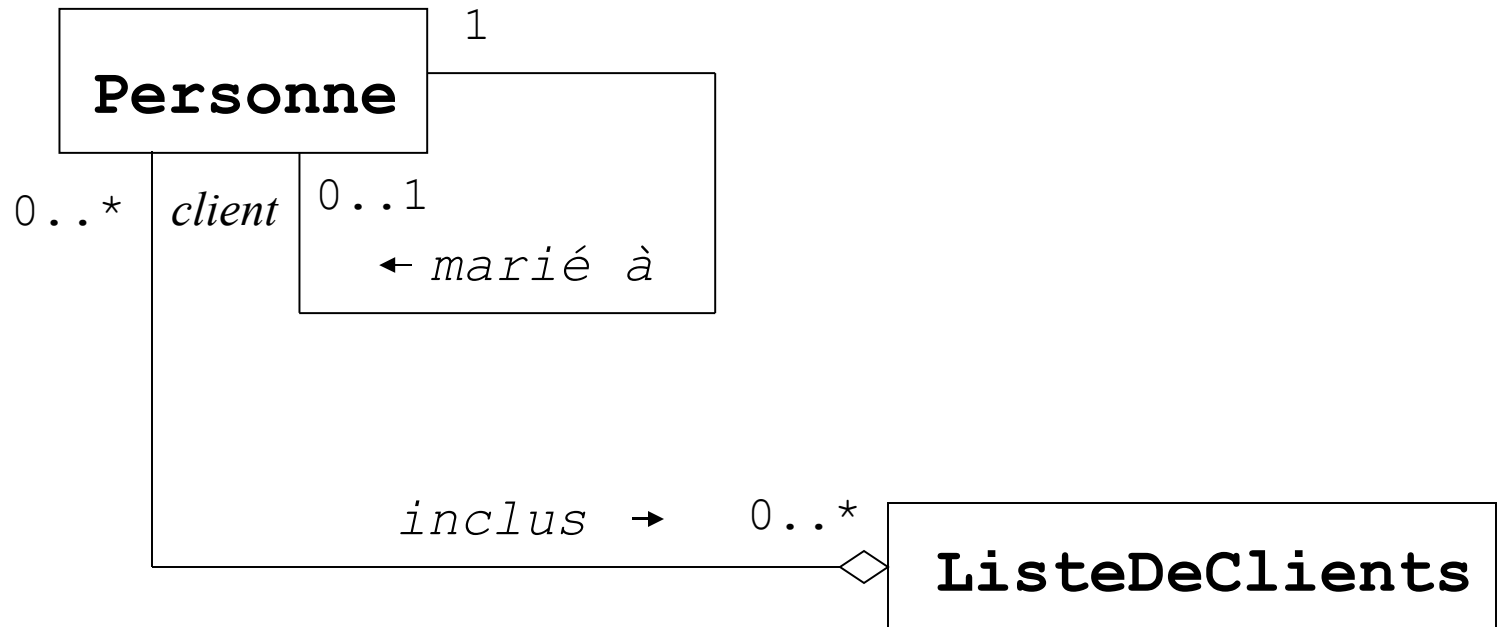 1
Personne
0..* client 0..1
← marié à
inclus → 0..*
ListeDeClients